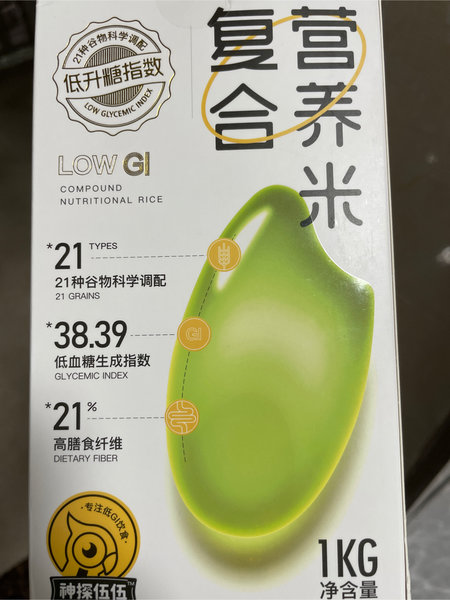 21种谷物科学调配
低升糖指数
LOW GLYCEMIC INDEX
复合
营养米
LOW GI
COMPOUND
NUTRITIONAL RICE
*21 TYPES
21种谷物科学调配
21 GRAINS
*38.39
低血糖生成指数
GLYCEMIC INDEX
GI
*21%
高膳食纤维
DIETARY FIBER
专注低GI饮食
神探伍伍
TM
1KG
净含量